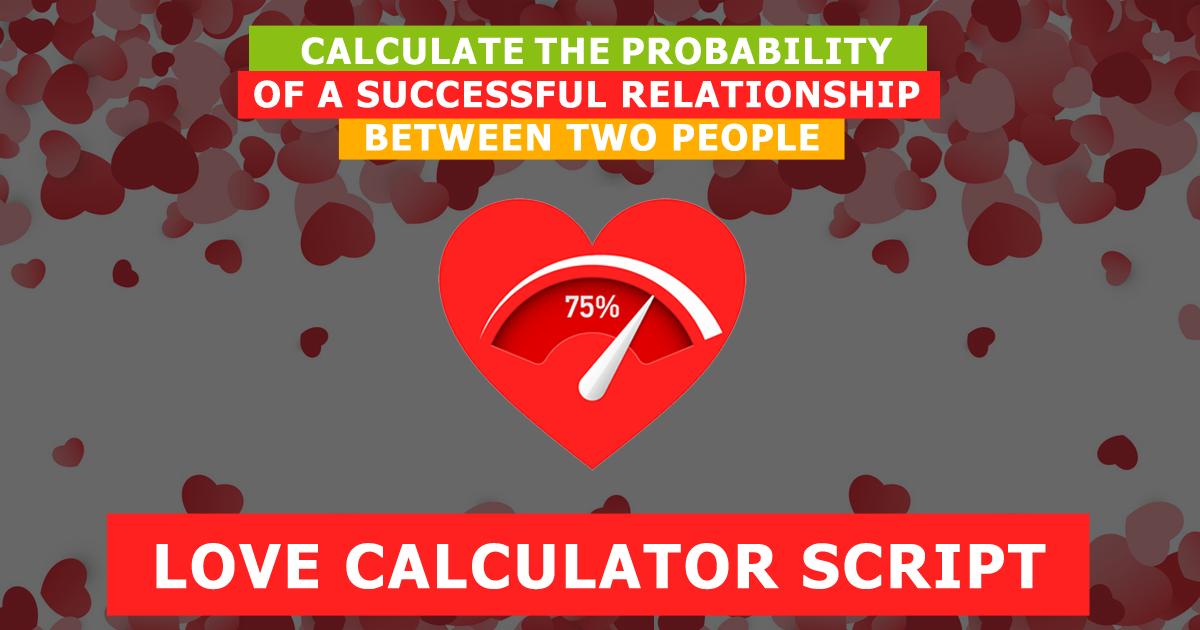 CALCULATE THE PROBABILITY
OF A SUCCESSFUL RELATIONSHIP
BETWEEN TWO PEOPLE
75%
LOVE CALCULATOR SCRIPT